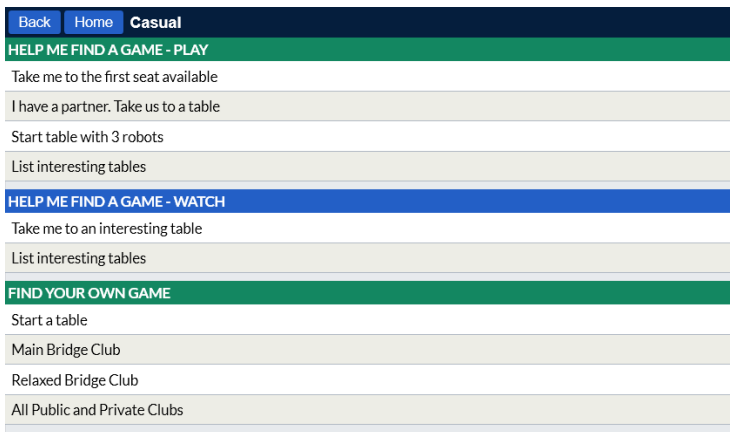 Back Home Casual
HELP ME FIND A GAME - PLAY
Take me to the first seat available
I have a partner. Take us to a table
Start table with 3 robots
List interesting tables
HELP ME FIND A GAME - WATCH
Take me to an interesting table
List interesting tables
FIND YOUR OWN GAME
Start a table
Main Bridge Club
Relaxed Bridge Club
All Public and Private Clubs